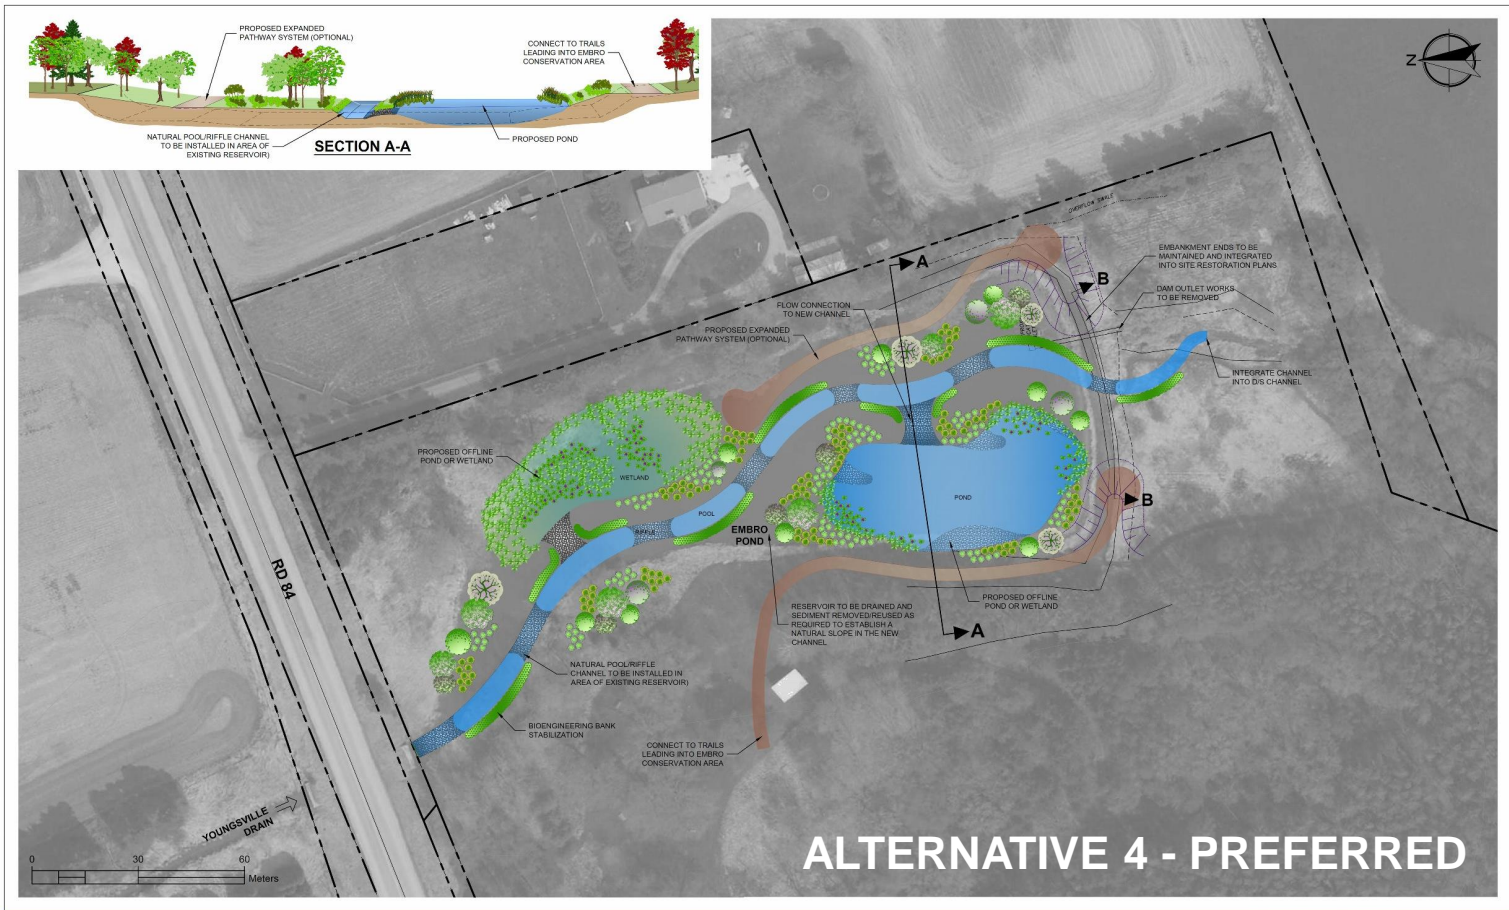 PROPOSED EXPANDED
PATHWAY SYSTEM (OPTIONAL)
CONNECT TO TRAILS
LEADING INTO EMBRO
CONSERVATION AREA
NATURAL POOL/RIFFLE CHANNEL
TO BE INSTALLED IN AREA OF
EXISTING RESERVOIR)
SECTION A-A
PROPOSED POND
Z
OVERFLOW SWALE
EMBANKMENT ENDS TO BE
MAINTAINED AND INTEGRATED
INTO SITE RESTORATION PLANS
A
B
DAM OUTLET WORKS
TO BE REMOVED
FLOW CONNECTION
TO NEW CHANNEL
PROPOSED EXPANDED
PATHWAY SYSTEM (OPTIONAL)
INTEGRATE CHANNEL
INTO D/S CHANNEL
PROPOSED OFFLINE
POND OR WETLAND
WETLAND
POND
B
POOL
RIFFLE
EMBRO
POND
RD 84
RESERVOIR TO BE DRAINED AND
SEDIMENT REMOVED/REUSED AS
REQUIRED TO ESTABLISH A
NATURAL SLOPE IN THE NEW
CHANNEL
PROPOSED OFFLINE
POND OR WETLAND
A
NATURAL POOL/RIFFLE
CHANNEL TO BE INSTALLED IN
AREA OF EXISTING RESERVOIR)
BIOENGINEERING BANK
STABILIZATION
CONNECT TO TRAILS
LEADING INTO EMBRO
CONSERVATION AREA
YOUNGSVILLE
DRAIN
0 30 60
Meters
ALTERNATIVE 4 - PREFERRED